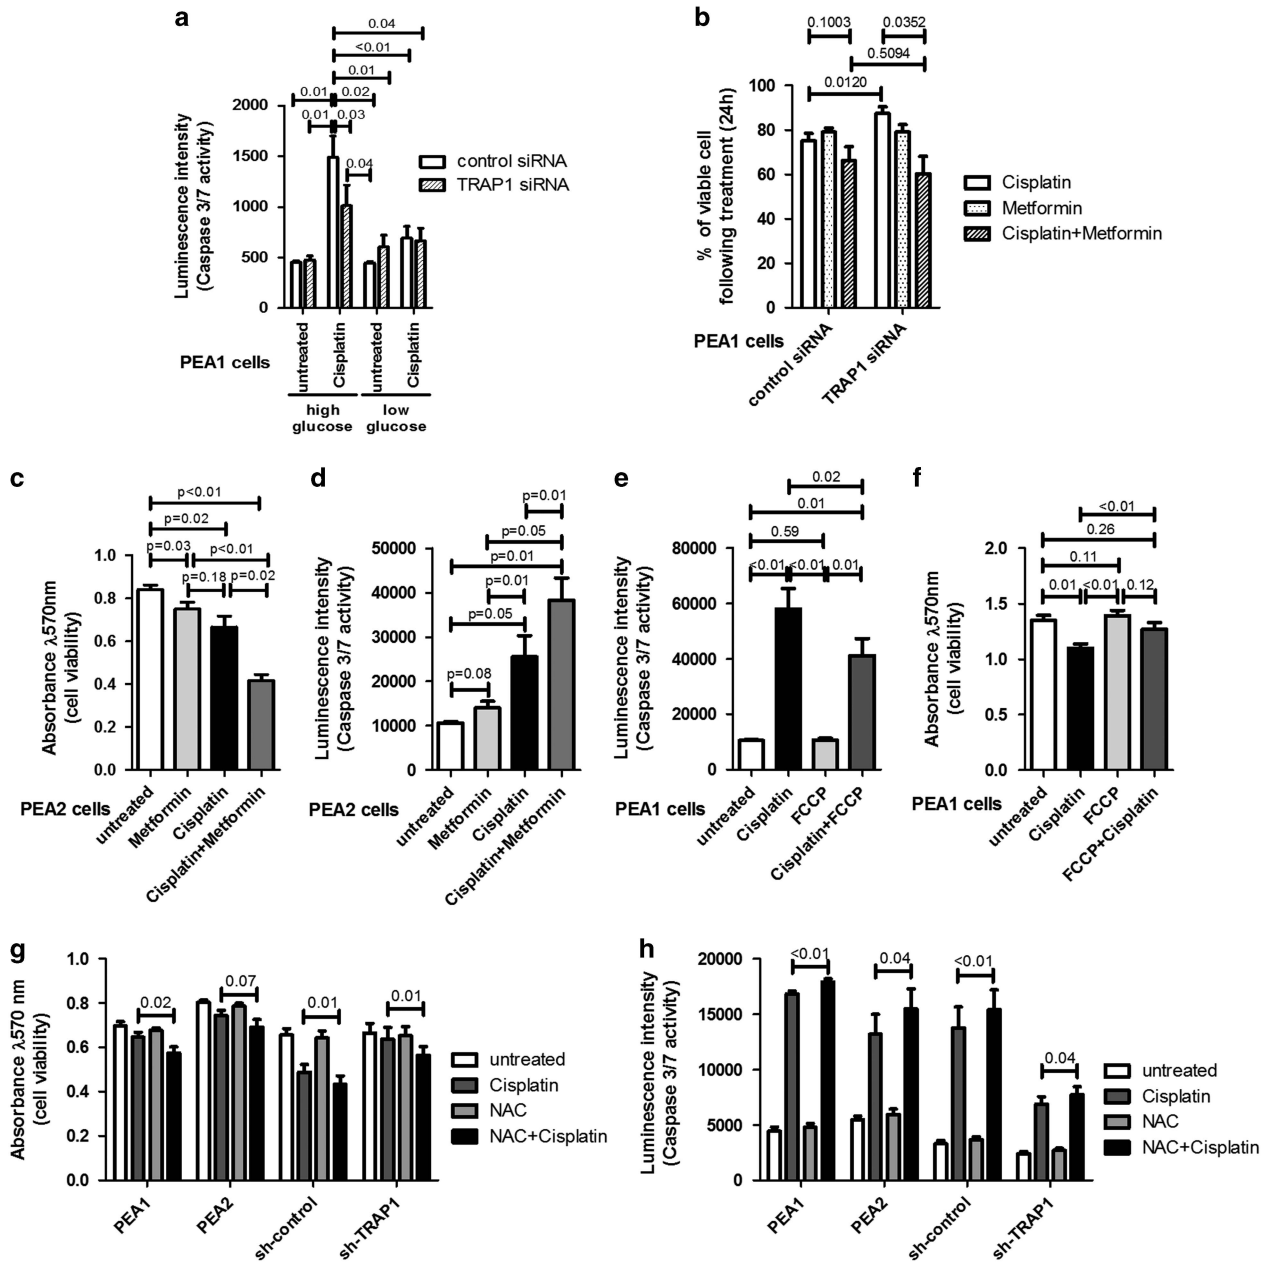 a
0.04
<0.01
0.01
0.01
0.02
0.01
0.03
0.04
2000
1500
1000
500
0
Luminescence intensity
(Caspase 3/7 activity)
control siRNA
TRAP1 siRNA
PEA1 cells
untreated
Cisplatin
untreated
Cisplatin
high
glucose
low
glucose
b
0.1003
0.0352
0.5094
0.0120
100
80
60
40
20
0
% of viable cell
following treatment (24h)
Cisplatin
Metformin
Cisplatin+Metformin
PEA1 cells
control siRNA
TRAP1 siRNA
c
p<0.01
p=0.02
p=0.03
p<0.01
p=0.18
p=0.02
1.0
0.8
0.6
0.4
0.2
0.0
Absorbance λ570nm
(cell viability)
PEA2 cells
untreated
Metformin
Cisplatin
Cisplatin+Metformin
d
p=0.01
p=0.05
p=0.01
p=0.01
p=0.05
p=0.08
50000
40000
30000
20000
10000
0
Luminescence intensity
(Caspase 3/7 activity)
PEA2 cells
untreated
Metformin
Cisplatin
Cisplatin+Metformin
e
0.02
0.01
0.59
<0.01
<0.01
0.01
80000
60000
40000
20000
0
Luminescence intensity
(Caspase 3/7 activity)
PEA1 cells
untreated
Cisplatin
FCCP
Cisplatin+FCCP
f
<0.01
0.26
0.11
0.01
<0.01
0.12
2.0
1.5
1.0
0.5
0.0
Absorbance λ570nm
(cell viability)
PEA1 cells
untreated
Cisplatin
FCCP
FCCP+Cisplatin
g
0.02
0.07
0.01
0.01
1.0
0.8
0.6
0.4
0.2
0.0
Absorbance λ570 nm
(cell viability)
untreated
Cisplatin
NAC
NAC+Cisplatin
PEA1
PEA2
sh-control
sh-TRAP1
h
<0.01
0.04
<0.01
0.04
20000
15000
10000
5000
0
Luminescence intensity
(Caspase 3/7 activity)
untreated
Cisplatin
NAC
NAC+Cisplatin
PEA1
PEA2
sh-control
sh-TRAP1